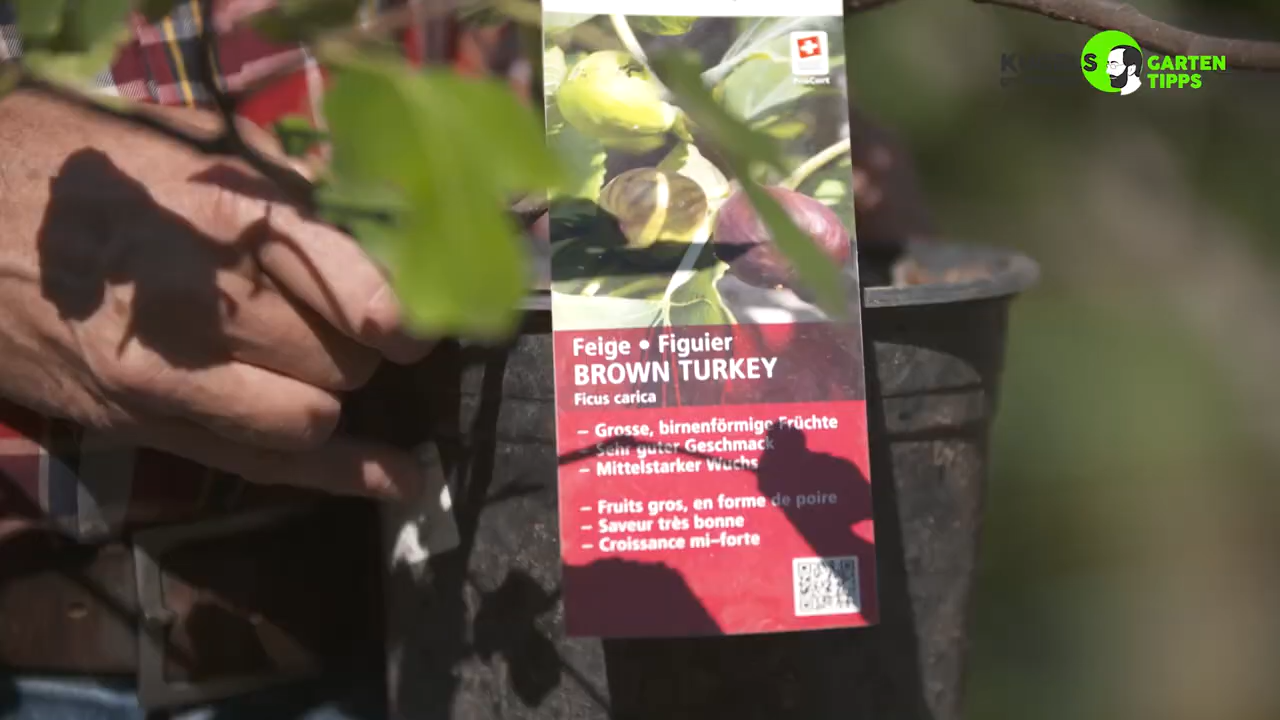 GARTEN
TIPPS
Feige • Figuier
BROWN TURKEY
Ficus carica
– Grosse, birnenförmige Früchte
– Sehr guter Geschmack
– Mittelstarker Wuchs
– Fruits gros, en forme de poire
– Saveur très bonne
– Croissance mi–forte